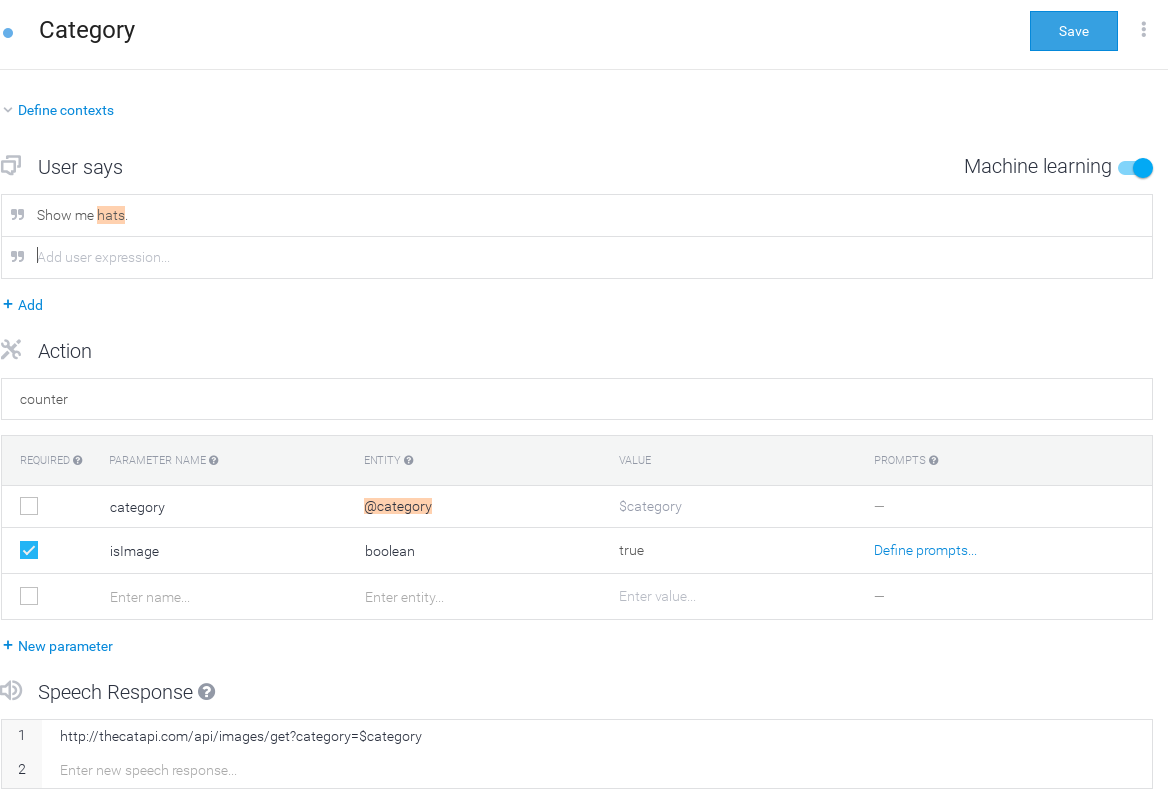 Category
Save
Define contexts
User says
Machine learning
Show me hats.
Add user expression...
+ Add
Action
counter
REQUIRED PARAMETER NAME ENTITY VALUE PROMPTS
category @category $category —
isImage boolean true Define prompts...
Enter name... Enter entity... Enter value... —
+ New parameter
Speech Response
1 http://thecatapi.com/api/images/get?category=$category
2 Enter new speech response...